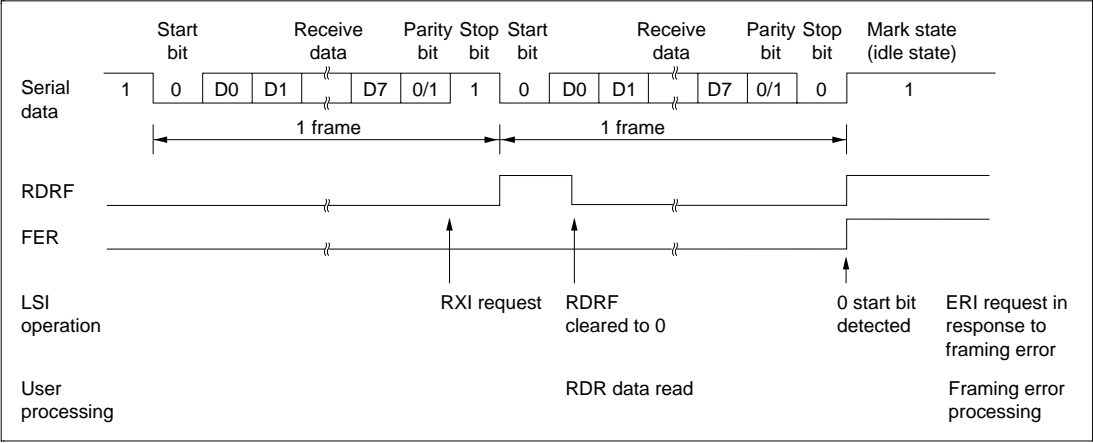 Start bit
Receive data
Parity bit
Stop bit
Start bit
Receive data
Parity bit
Stop bit
Mark state (idle state)
Serial data
1 0 D0 D1 D7 0/1 1 0 D0 D1 D7 0/1 0 1
1 frame
1 frame
RDRF
FER
LSI operation
RXI request
RDRF cleared to 0
0 start bit detected
ERI request in response to framing error
User processing
RDR data read
Framing error processing